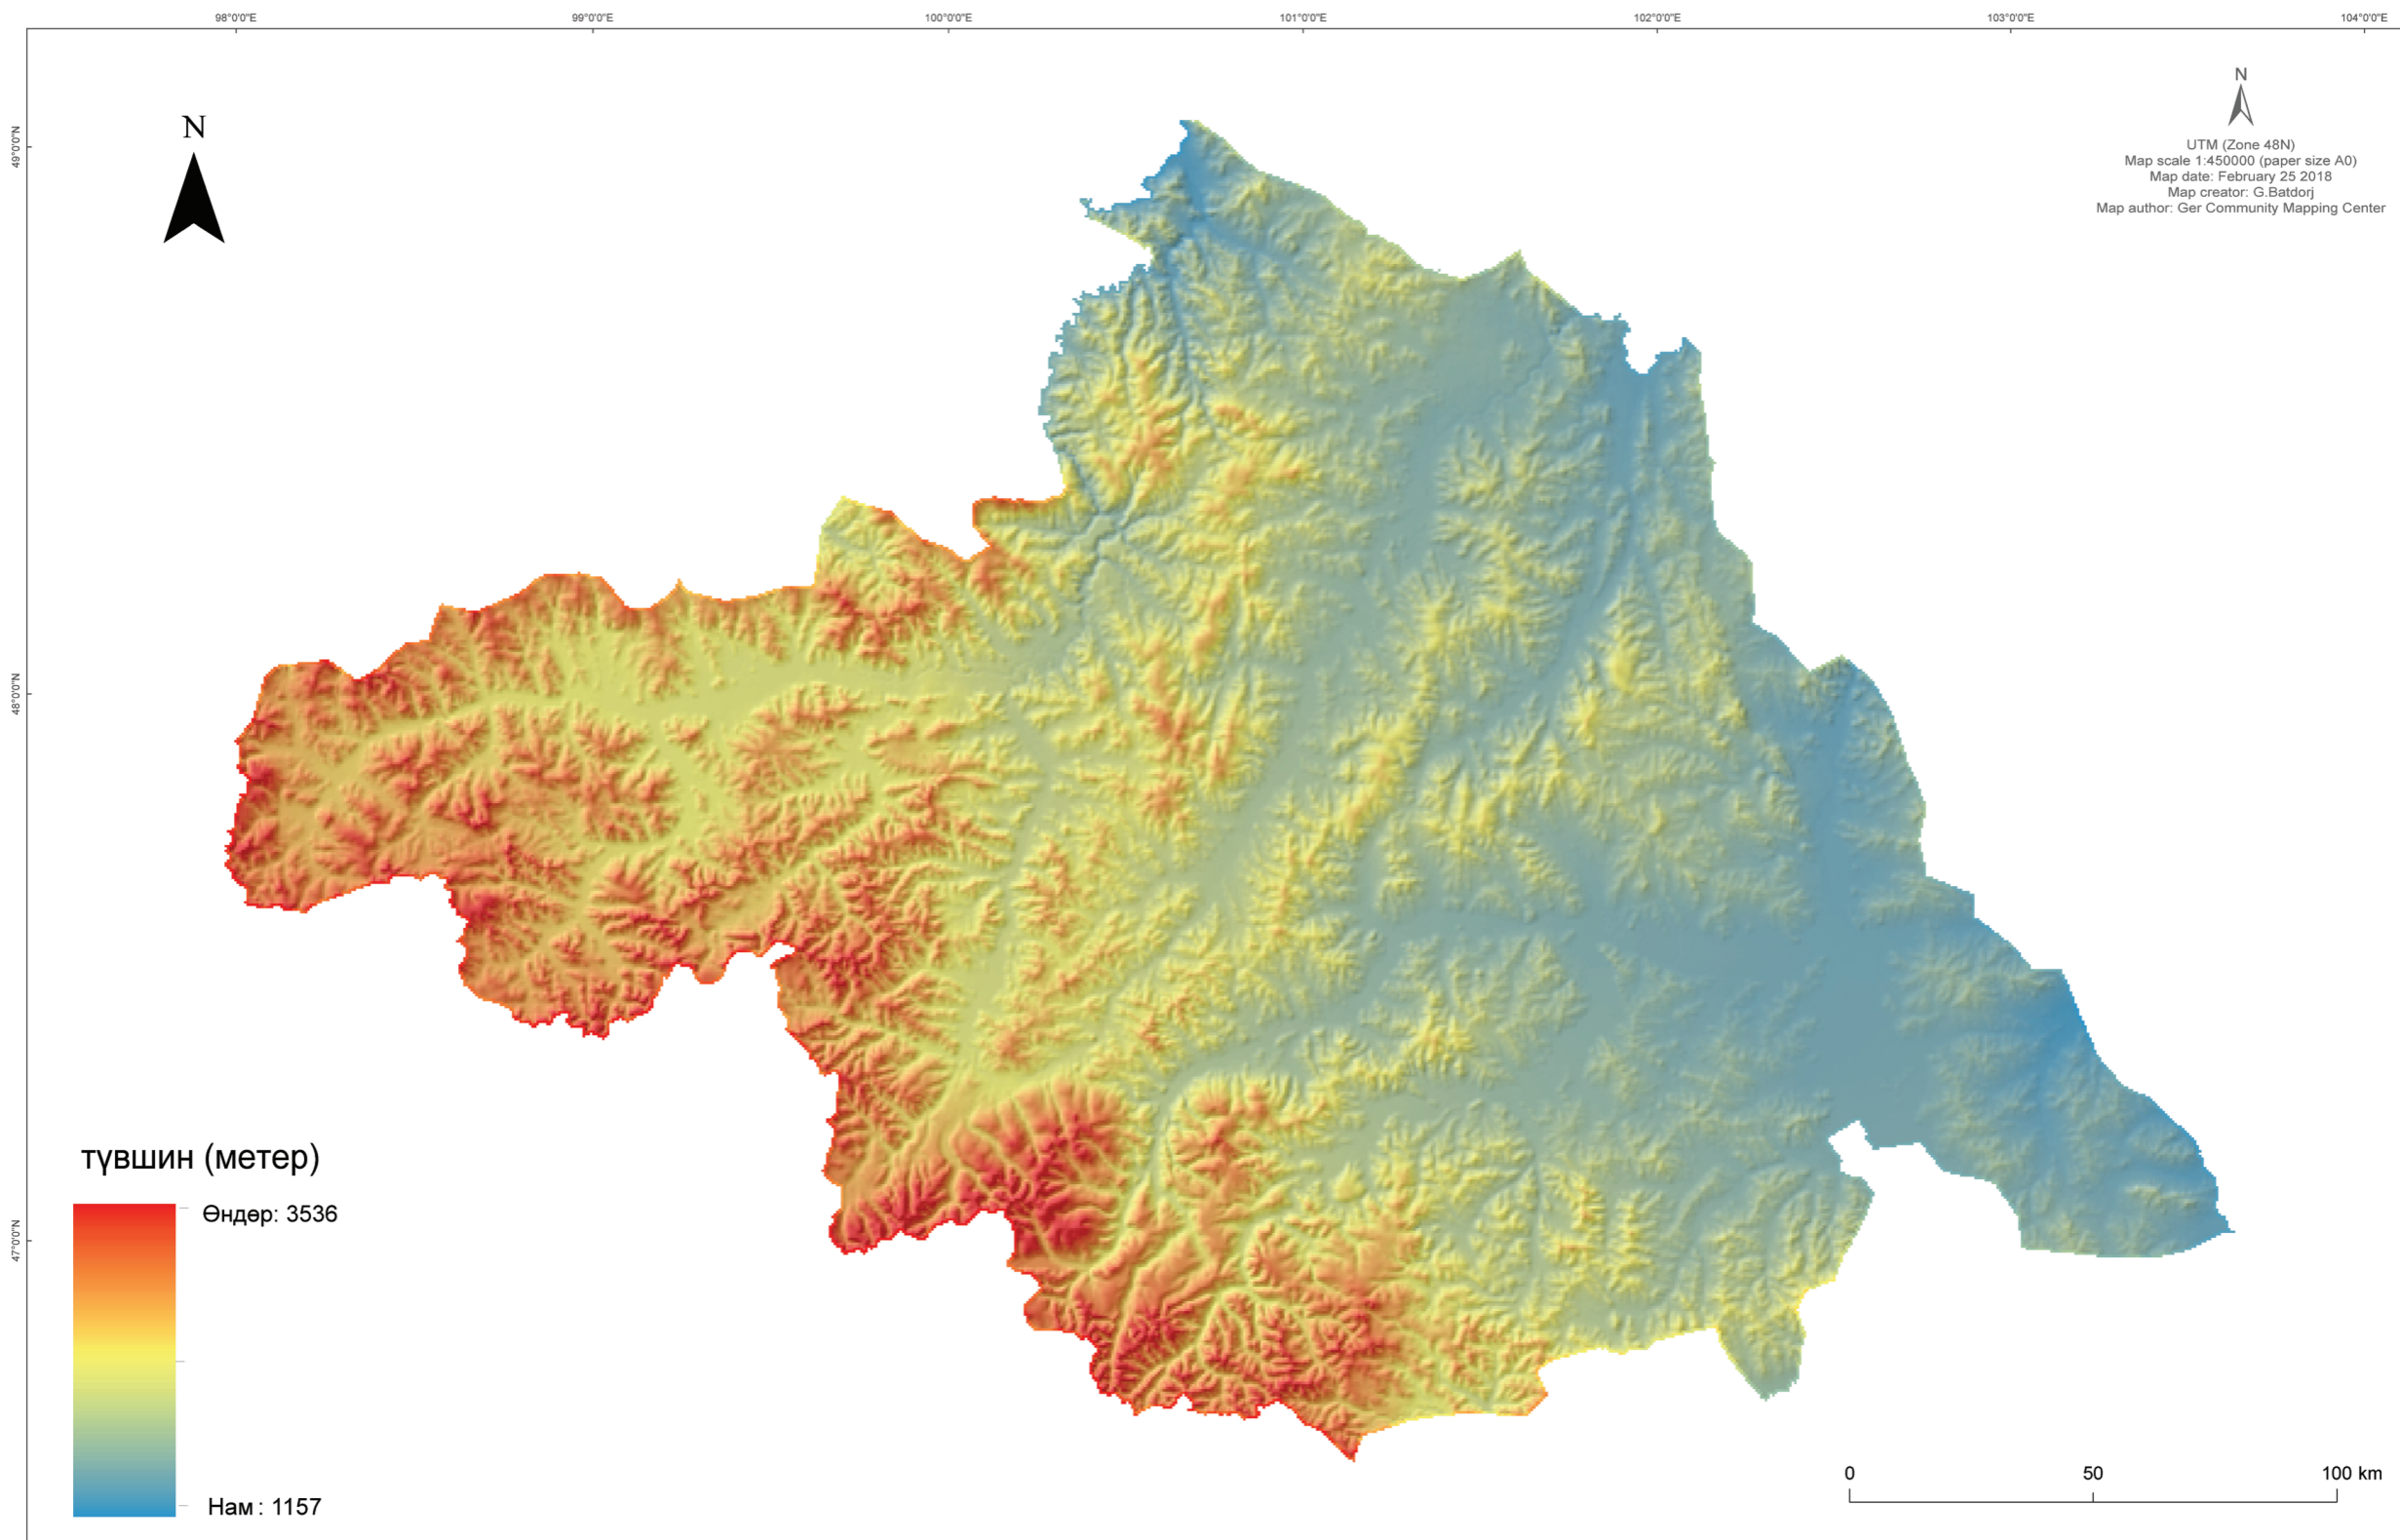 98°0'0"E 99°0'0"E 100°0'0"E 101°0'0"E 102°0'0"E 103°0'0"E 104°0'0"E
N
N
UTM (Zone 48N)
Map scale 1:450000 (paper size A0)
Map date: February 25 2018
Map creator: G.Batdorj
Map author: Ger Community Mapping Center
49°0'0"N
48°0'0"N
47°0'0"N
түвшин (метер)
Өндөр: 3536
Нам : 1157
0 50 100 km